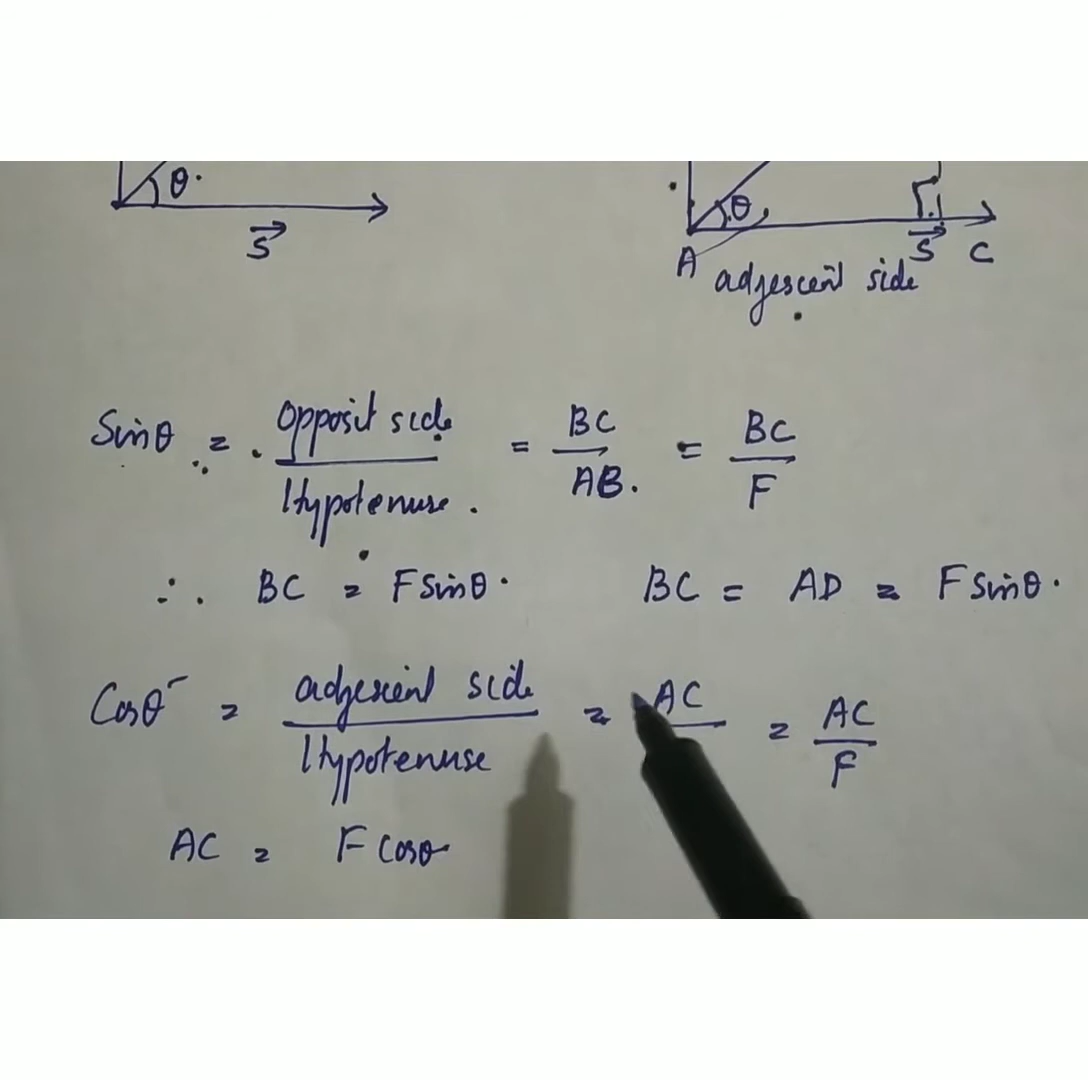 θ.
S
θ
A
S C
adjescent side
Sinθ = Opposit side / Hypotenuse. = BC / AB. = BC / F
∴ BC = F Sinθ. BC = AD = F Sinθ.
Cosθ = adjescent side / Hypotenuse = AC = AC / F
AC = F Cosθ